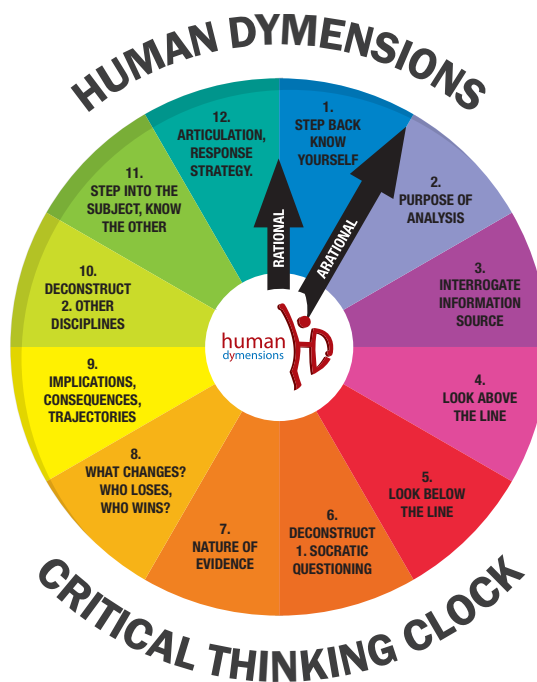 HUMAN DYMENSIONS
1.
STEP BACK
KNOW
YOURSELF
2.
PURPOSE OF
ANALYSIS
3.
INTERROGATE
INFORMATION
SOURCE
4.
LOOK ABOVE
THE LINE
5.
LOOK BELOW
THE LINE
6.
DECONSTRUCT
1. SOCRATIC
QUESTIONING
7.
NATURE OF
EVIDENCE
8.
WHAT CHANGES?
WHO LOSES,
WHO WINS?
9.
IMPLICATIONS,
CONSEQUENCES,
TRAJECTORIES
10.
DECONSTRUCT
2. OTHER
DISCIPLINES
11.
STEP INTO THE
SUBJECT, KNOW
THE OTHER
12.
ARTICULATION,
RESPONSE
STRATEGY.
RATIONAL
ARATIONAL
human
dymensions
HD
CRITICAL THINKING CLOCK